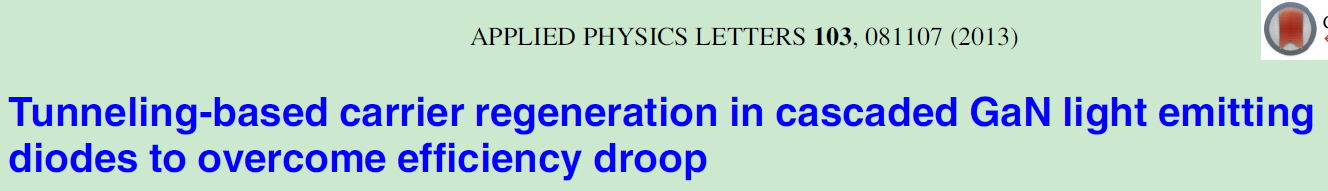 APPLIED PHYSICS LETTERS 103, 081107 (2013)
Tunneling-based carrier regeneration in cascaded GaN light emitting
diodes to overcome efficiency droop